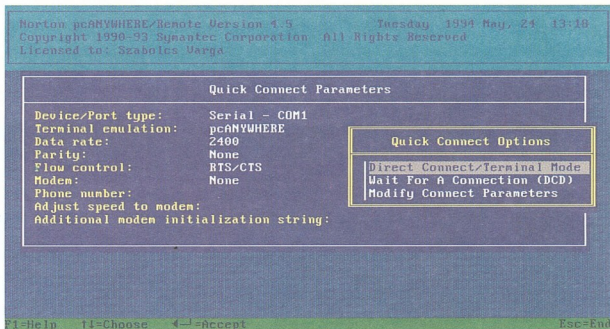 Norton pcANYWHERE/Remote Version 4.5 Tuesday, 1994 May, 24 13:10
Copyright 1990-93 Symantec Corporation All Rights Reserved
Licensed to: Szabolcs Varga
Quick Connect Parameters
Device/Port type: Serial - COM1
Terminal emulation: pcANYWHERE
Data rate: 2400
Parity: None
Flow control: RTS/CTS
Modem: None
Phone number:
Adjust speed to modem:
Additional modem initialization string:
Quick Connect Options
Direct Connect/Terminal Mode
Wait For A Connection (DCD)
Modify Connect Parameters
F1=Help ↑↓=Choose ◄─┘=Accept Esc=End